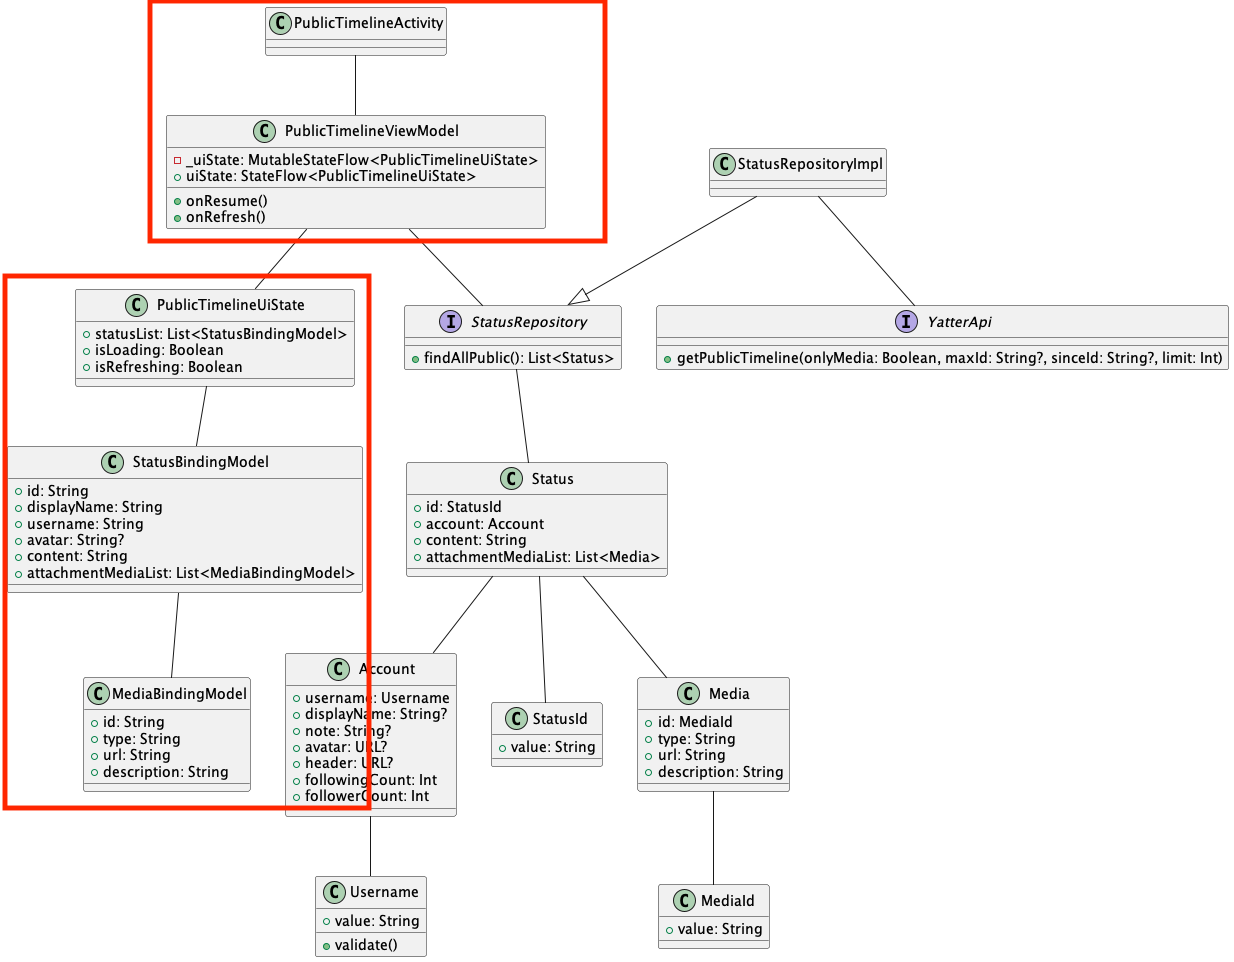 C PublicTimelineActivity
C PublicTimelineViewModel
_uiState: MutableStateFlow<PublicTimelineUiState>
uiState: StateFlow<PublicTimelineUiState>
onResume()
onRefresh()
C StatusRepositoryImpl
C PublicTimelineUiState
statusList: List<StatusBindingModel>
isLoading: Boolean
isRefreshing: Boolean
I StatusRepository
findAllPublic(): List<Status>
I YatterApi
getPublicTimeline(onlyMedia: Boolean, maxId: String?, sinceId: String?, limit: Int)
C StatusBindingModel
id: String
displayName: String
username: String
avatar: String?
content: String
attachmentMediaList: List<MediaBindingModel>
C Status
id: StatusId
account: Account
content: String
attachmentMediaList: List<Media>
C MediaBindingModel
id: String
type: String
url: String
description: String
C Account
username: Username
displayName: String?
note: String?
avatar: URL?
header: URL?
followingCount: Int
followerCount: Int
C StatusId
value: String
C Media
id: MediaId
type: String
url: String
description: String
C Username
value: String
validate()
C MediaId
value: String